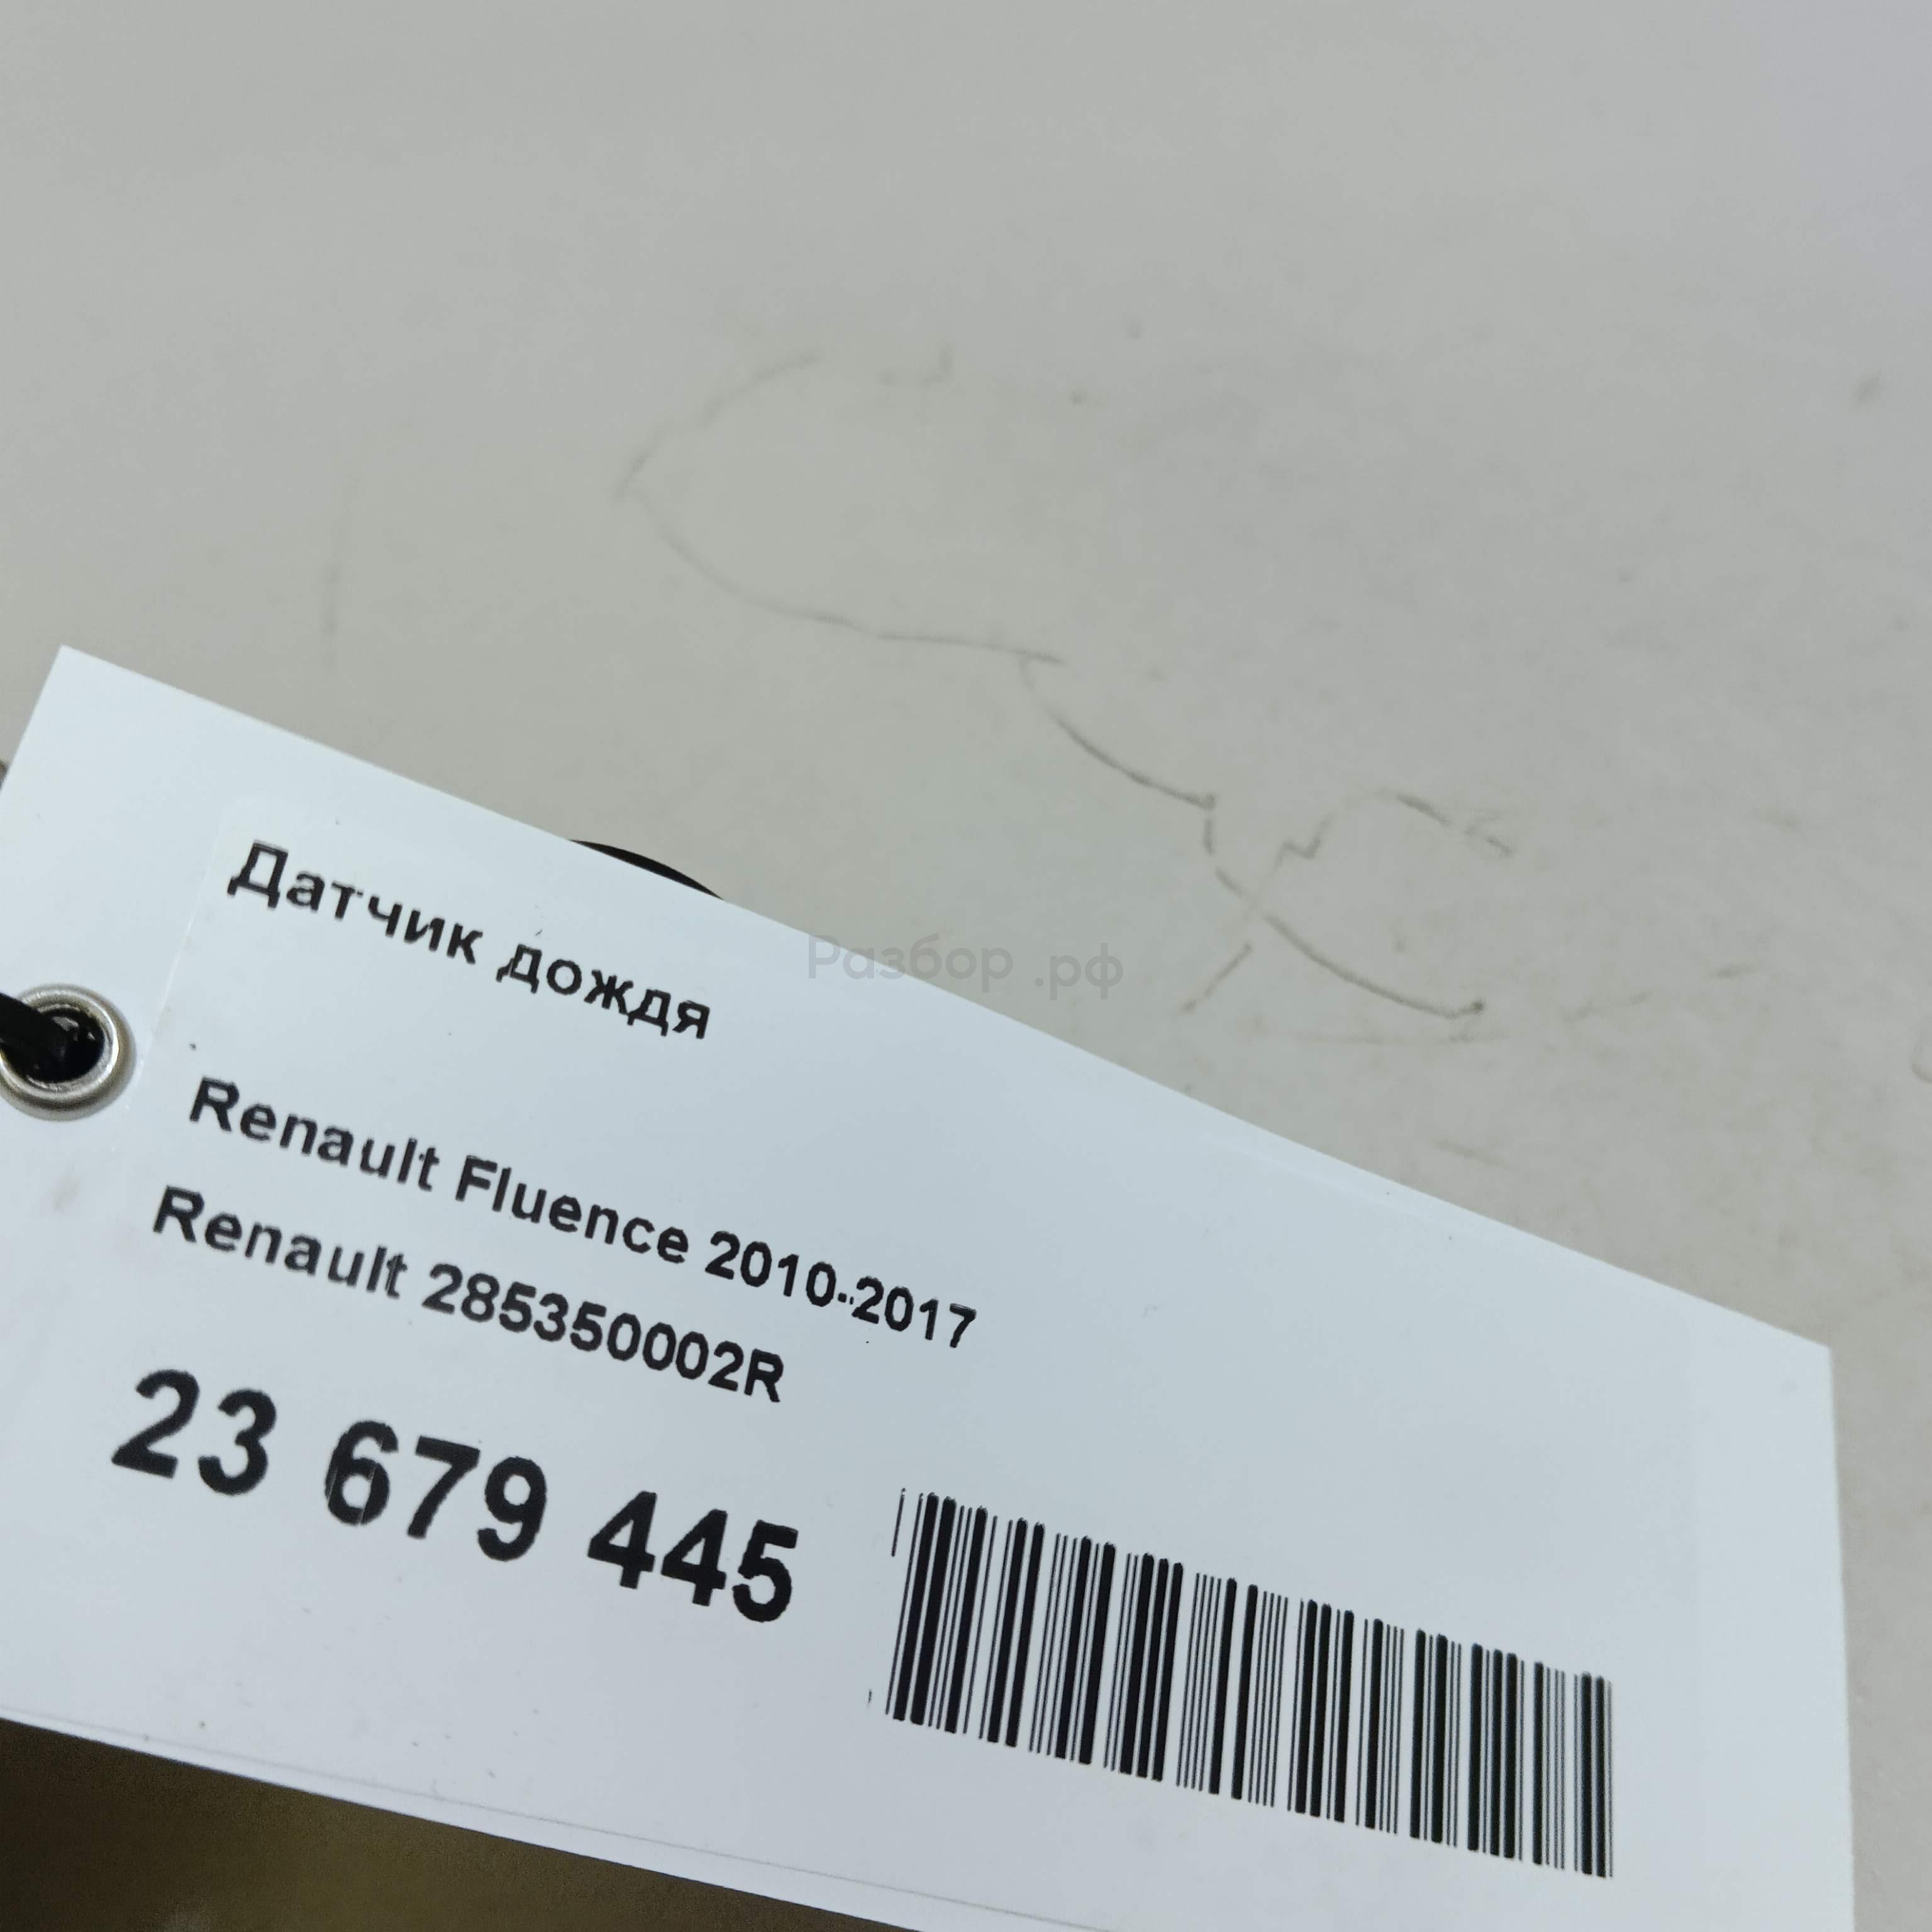 Датчик дождя
Разбор.рф
Renault Fluence 2010-2017
Renault 285350002R
23 679 445